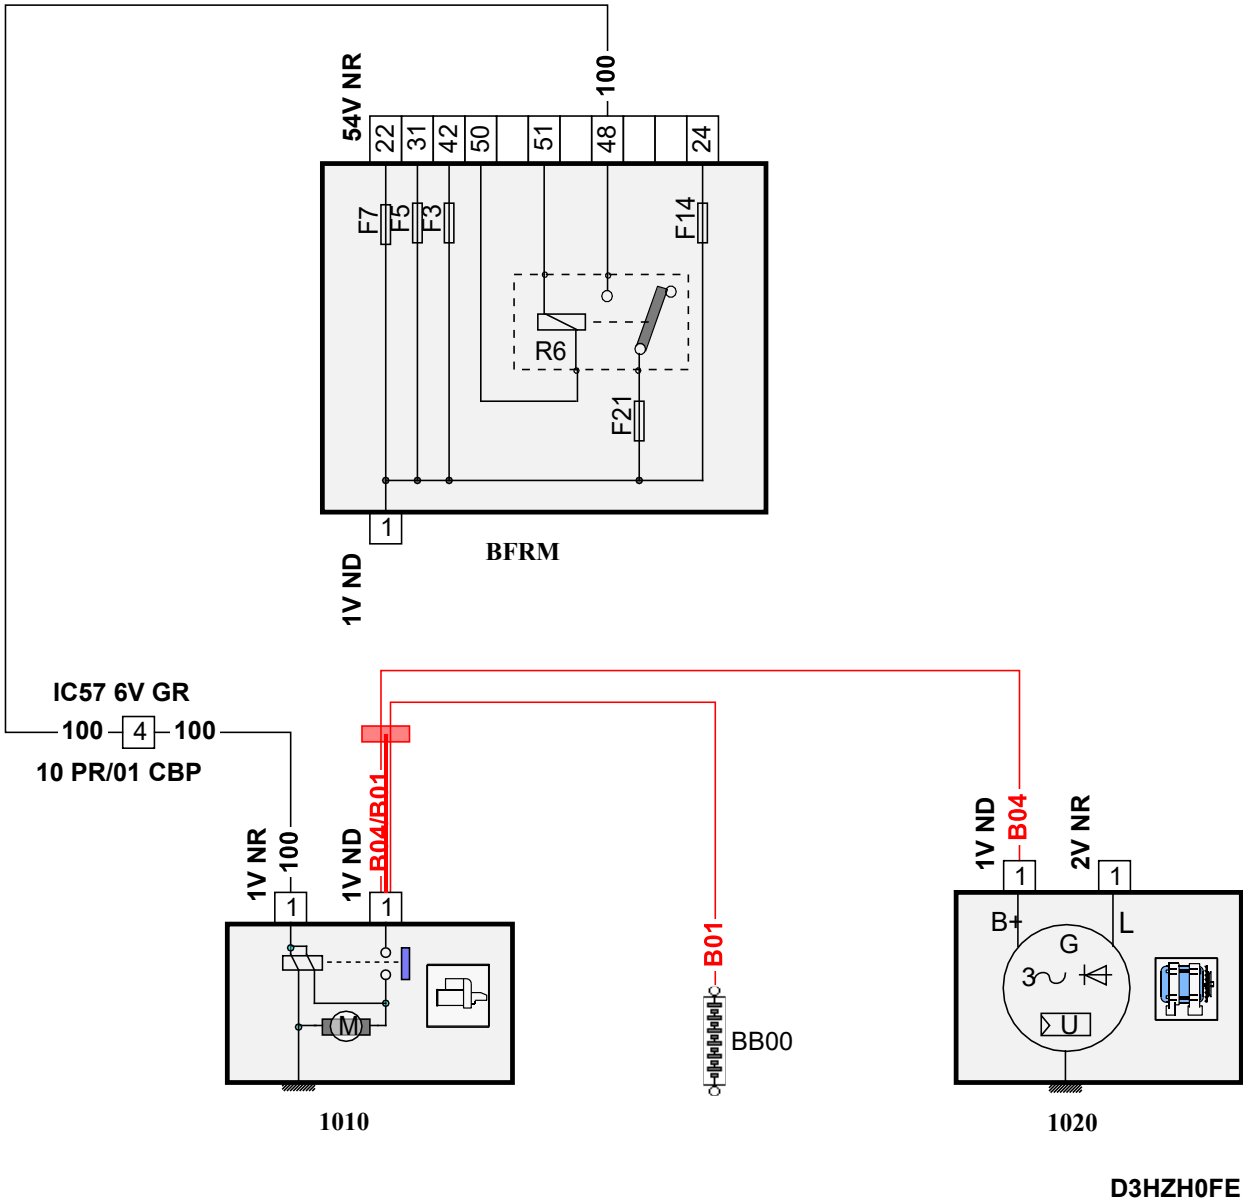 100
54V NR
22 31 42 50 51 48 24
F7 F5 F3 F14
R6
F21
1
1V ND
BFRM
IC57 6V GR
100 4 100
10 PR/01 CBP
1V NR
100
1V ND
B04/B01
1V ND
B04
2V NR
1 1 1 1
B+ L
G
3
U
M
B01
BB00
1010
1020
D3HZH0FE